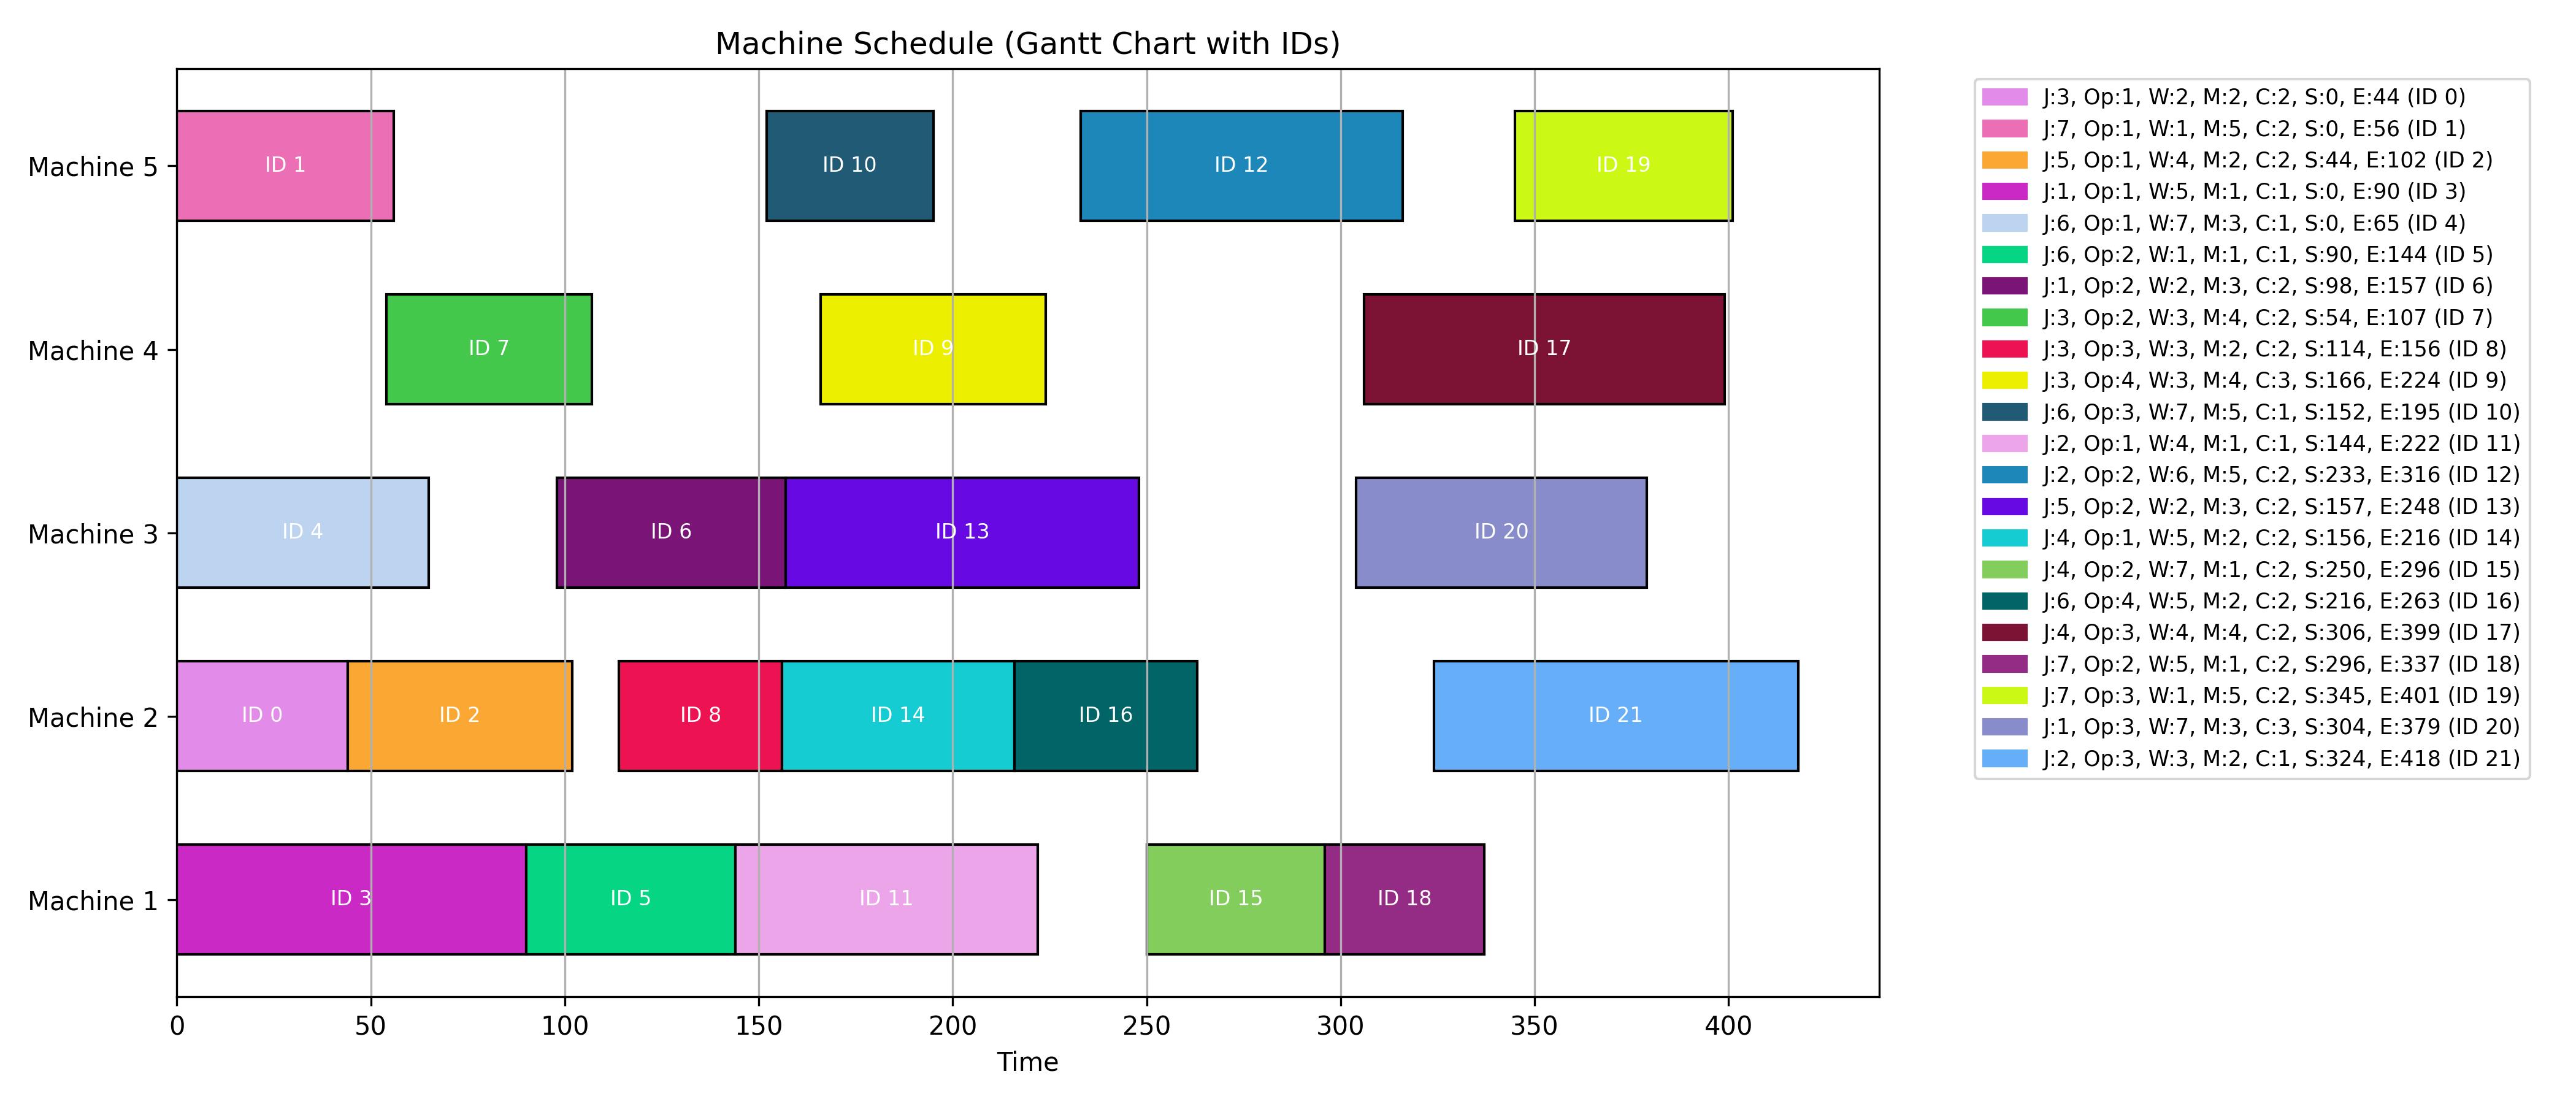 Machine Schedule (Gantt Chart with IDs)
Machine 5
ID 1
ID 10
ID 12
ID 19
Machine 4
ID 7
ID 9
ID 17
Machine 3
ID 4
ID 6
ID 13
ID 20
Machine 2
ID 0
ID 2
ID 8
ID 14
ID 16
ID 21
Machine 1
ID 3
ID 5
ID 11
ID 15
ID 18
0 50 100 150 200 250 300 350 400
Time
J:3, Op:1, W:2, M:2, C:2, S:0, E:44 (ID 0)
J:7, Op:1, W:1, M:5, C:2, S:0, E:56 (ID 1)
J:5, Op:1, W:4, M:2, C:2, S:44, E:102 (ID 2)
J:1, Op:1, W:5, M:1, C:1, S:0, E:90 (ID 3)
J:6, Op:1, W:7, M:3, C:1, S:0, E:65 (ID 4)
J:6, Op:2, W:1, M:1, C:1, S:90, E:144 (ID 5)
J:1, Op:2, W:2, M:3, C:2, S:98, E:157 (ID 6)
J:3, Op:2, W:3, M:4, C:2, S:54, E:107 (ID 7)
J:3, Op:3, W:3, M:2, C:2, S:114, E:156 (ID 8)
J:3, Op:4, W:3, M:4, C:3, S:166, E:224 (ID 9)
J:6, Op:3, W:7, M:5, C:1, S:152, E:195 (ID 10)
J:2, Op:1, W:4, M:1, C:1, S:144, E:222 (ID 11)
J:2, Op:2, W:6, M:5, C:2, S:233, E:316 (ID 12)
J:5, Op:2, W:2, M:3, C:2, S:157, E:248 (ID 13)
J:4, Op:1, W:5, M:2, C:2, S:156, E:216 (ID 14)
J:4, Op:2, W:7, M:1, C:2, S:250, E:296 (ID 15)
J:6, Op:4, W:5, M:2, C:2, S:216, E:263 (ID 16)
J:4, Op:3, W:4, M:4, C:2, S:306, E:399 (ID 17)
J:7, Op:2, W:5, M:1, C:2, S:296, E:337 (ID 18)
J:7, Op:3, W:1, M:5, C:2, S:345, E:401 (ID 19)
J:1, Op:3, W:7, M:3, C:3, S:304, E:379 (ID 20)
J:2, Op:3, W:3, M:2, C:1, S:324, E:418 (ID 21)